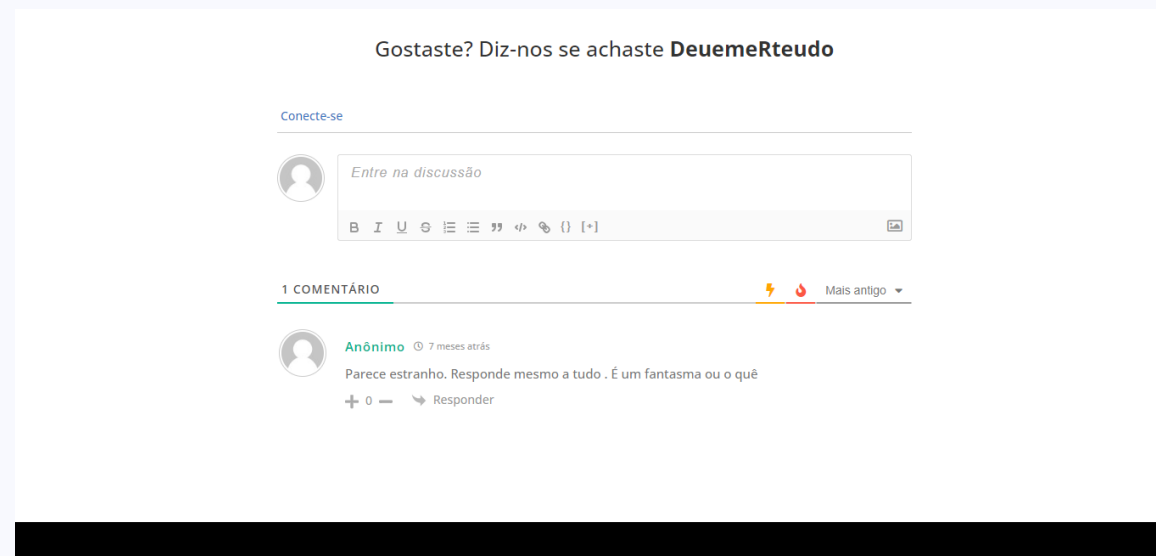 Gostaste? Diz-nos se achaste DeuemeRteudo
Conecte-se
Entre na discussão
B I U S {} [+]
1 COMENTÁRIO
Mais antigo
Anônimo 7 meses atrás
Parece estranho. Responde mesmo a tudo . É um fantasma ou o quê
0 Responder